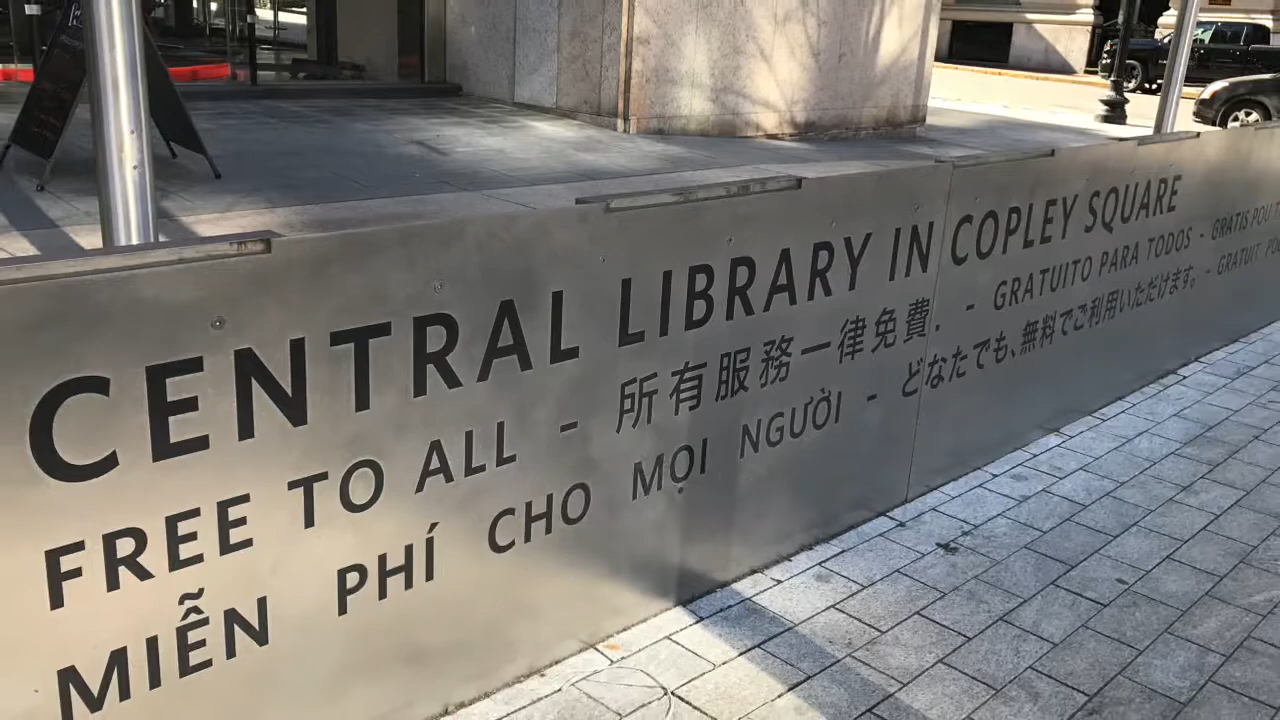 CENTRAL LIBRARY IN COPLEY SQUARE
FREE TO ALL - 所有服務一律免費. - GRATUITO PARA TODOS - GRATIS
MIỄN PHÍ CHO MỌI NGƯỜI - どなたでも、無料でご利用いただけます。 - GRATUIT